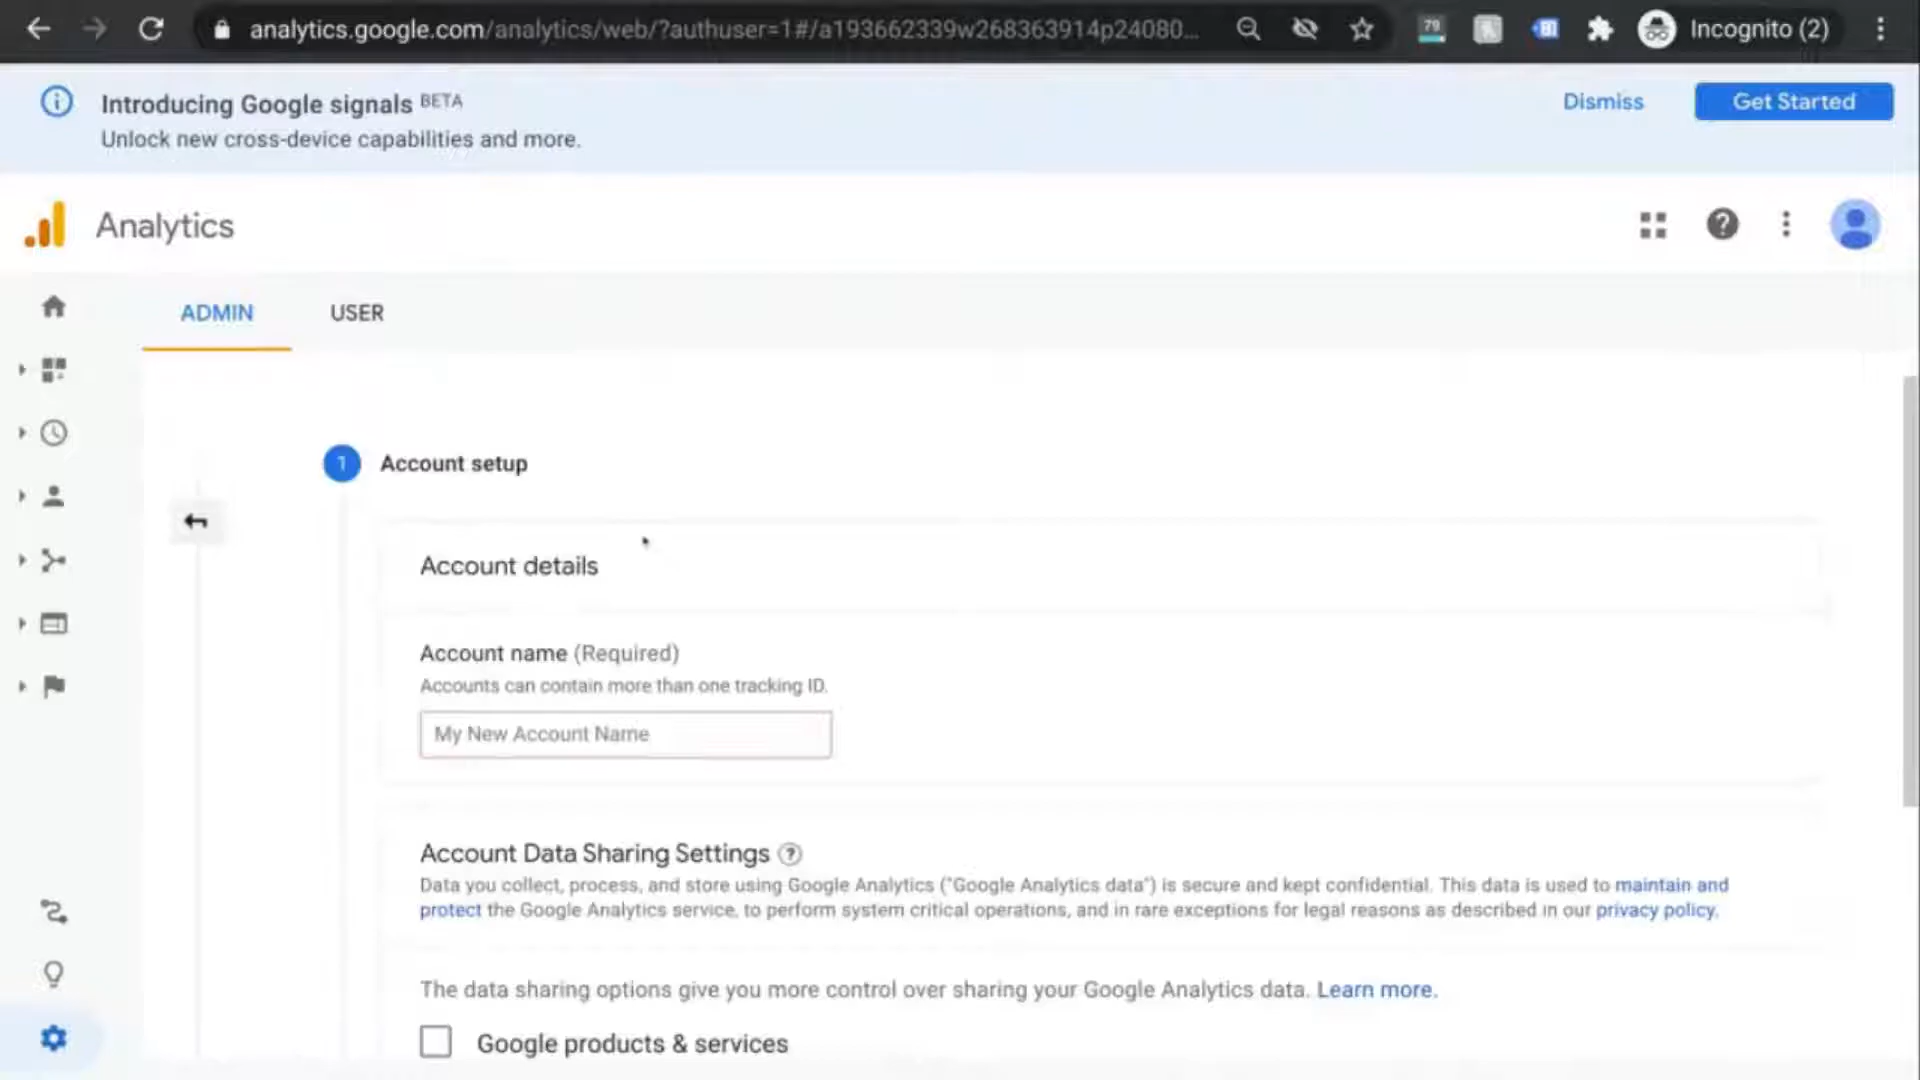 analytics.google.com/analytics/web/?authuser=1#/a193662339w268363914p24080...
79
Incognito (2)
Introducing Google signals BETA
Unlock new cross-device capabilities and more.
Dismiss
Get Started
Analytics
ADMIN
USER
1 Account setup
Account details
Account name (Required)
Accounts can contain more than one tracking ID.
My New Account Name
Account Data Sharing Settings ?
Data you collect, process, and store using Google Analytics ("Google Analytics data") is secure and kept confidential. This data is used to maintain and
protect the Google Analytics service, to perform system critical operations, and in rare exceptions for legal reasons as described in our privacy policy.
The data sharing options give you more control over sharing your Google Analytics data. Learn more.
Google products & services